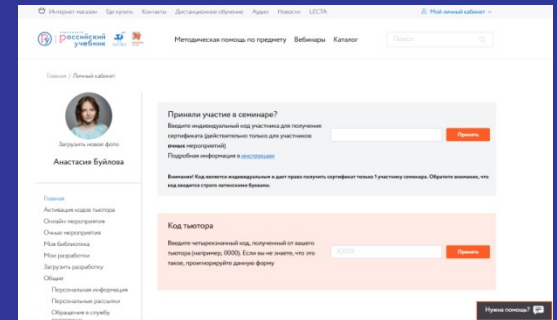 Интернет-магазин Где купить Контакты Дистанционное обучение Аудио Новости LECTA Мой личный кабинет
российский
учебник
Методическая помощь по предмету Вебинары Каталог Поиск
Главная / Личный кабинет
Загрузить новое фото
Анастасия Буйлова
Приняли участие в семинаре?
Введите индивидуальный код участника для получения
сертификата (действительно только для участников
очных мероприятий)
Подробная информация в инструкции
Принять
Внимание! Код является индивидуальным и дает право получить сертификат только 1 участнику семинара. Обратите внимание, что
код вводится строго латинскими буквами.
Главная
Активация кодов тьютора
Онлайн-мероприятия
Очные мероприятия
Моя библиотека
Мои разработки
Загрузить разработку
Общие
Персональная информация
Персональные рассылки
Обращения в службу
Код тьютора
Введите четырехзначный код, полученный от вашего
тьютора (например, 0000). Если вы не знаете, что это
такое, проигнорируйте данную форму
XXXX
Принять
Нужна помощь?